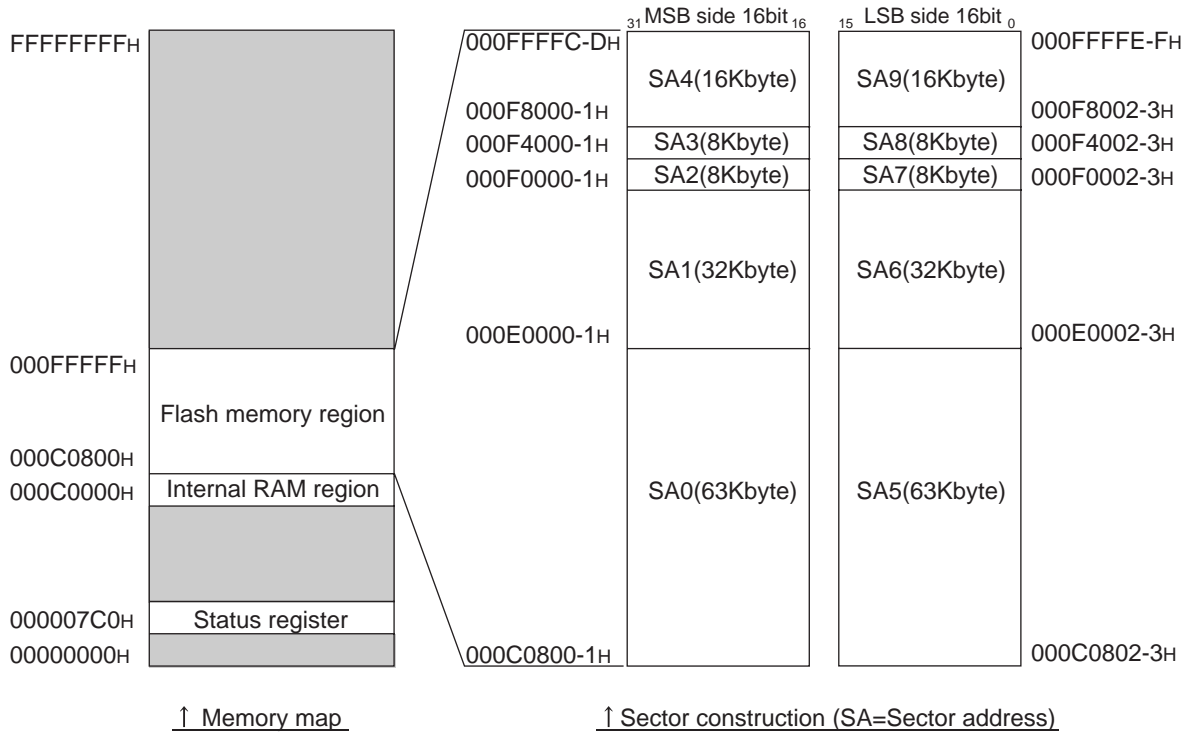 FFFFFFFFH
000FFFFFH
Flash memory region
000C0800H
000C0000H
Internal RAM region
000007C0H
Status register
00000000H
↑ Memory map
31 MSB side 16bit 16
15 LSB side 16bit 0
000FFFFC-DH
SA4(16Kbyte)
SA9(16Kbyte)
000FFFFE-FH
000F8000-1H
000F8002-3H
000F4000-1H
SA3(8Kbyte)
SA8(8Kbyte)
000F4002-3H
000F0000-1H
SA2(8Kbyte)
SA7(8Kbyte)
000F0002-3H
SA1(32Kbyte)
SA6(32Kbyte)
000E0000-1H
000E0002-3H
SA0(63Kbyte)
SA5(63Kbyte)
000C0800-1H
000C0802-3H
↑ Sector construction (SA=Sector address)